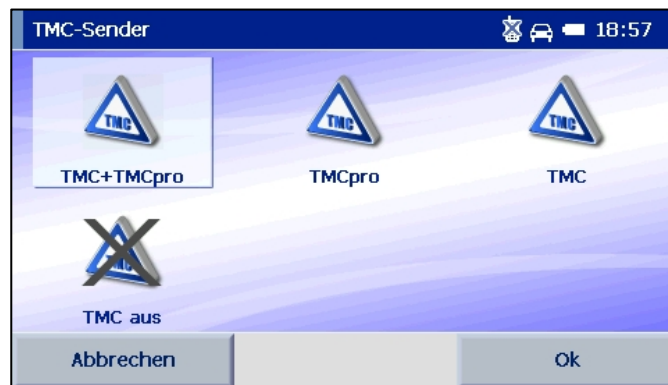 TMC-Sender 18:57
TMC TMC TMC
TMC+TMCpro TMCpro TMC
TMC
TMC aus
Abbrechen Ok